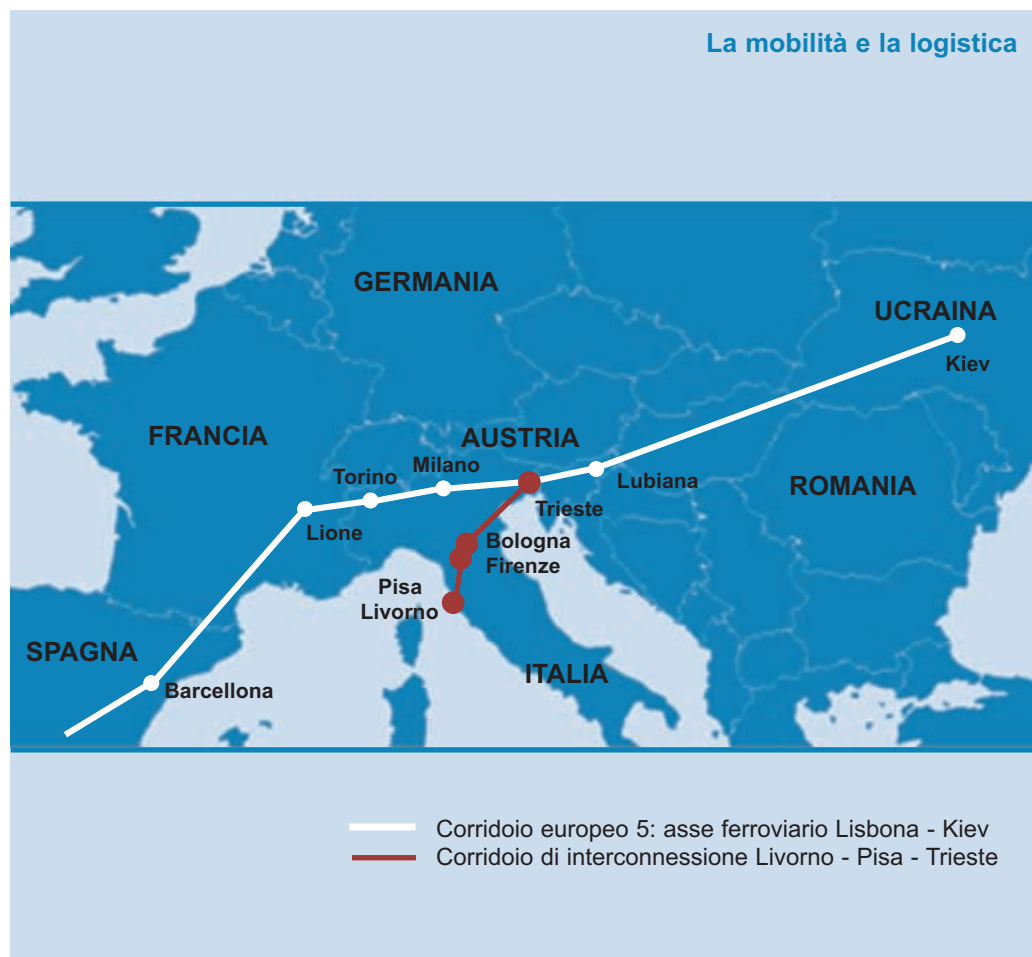 La mobilità e la logistica
GERMANIA
UCRAINA
Kiev
FRANCIA
AUSTRIA
Milano
Torino
Lubiana
ROMANIA
Lione
Trieste
Bologna
Firenze
Pisa
Livorno
SPAGNA
Barcellona
ITALIA
Corridoio europeo 5: asse ferroviario Lisbona - Kiev
Corridoio di interconnessione Livorno - Pisa - Trieste